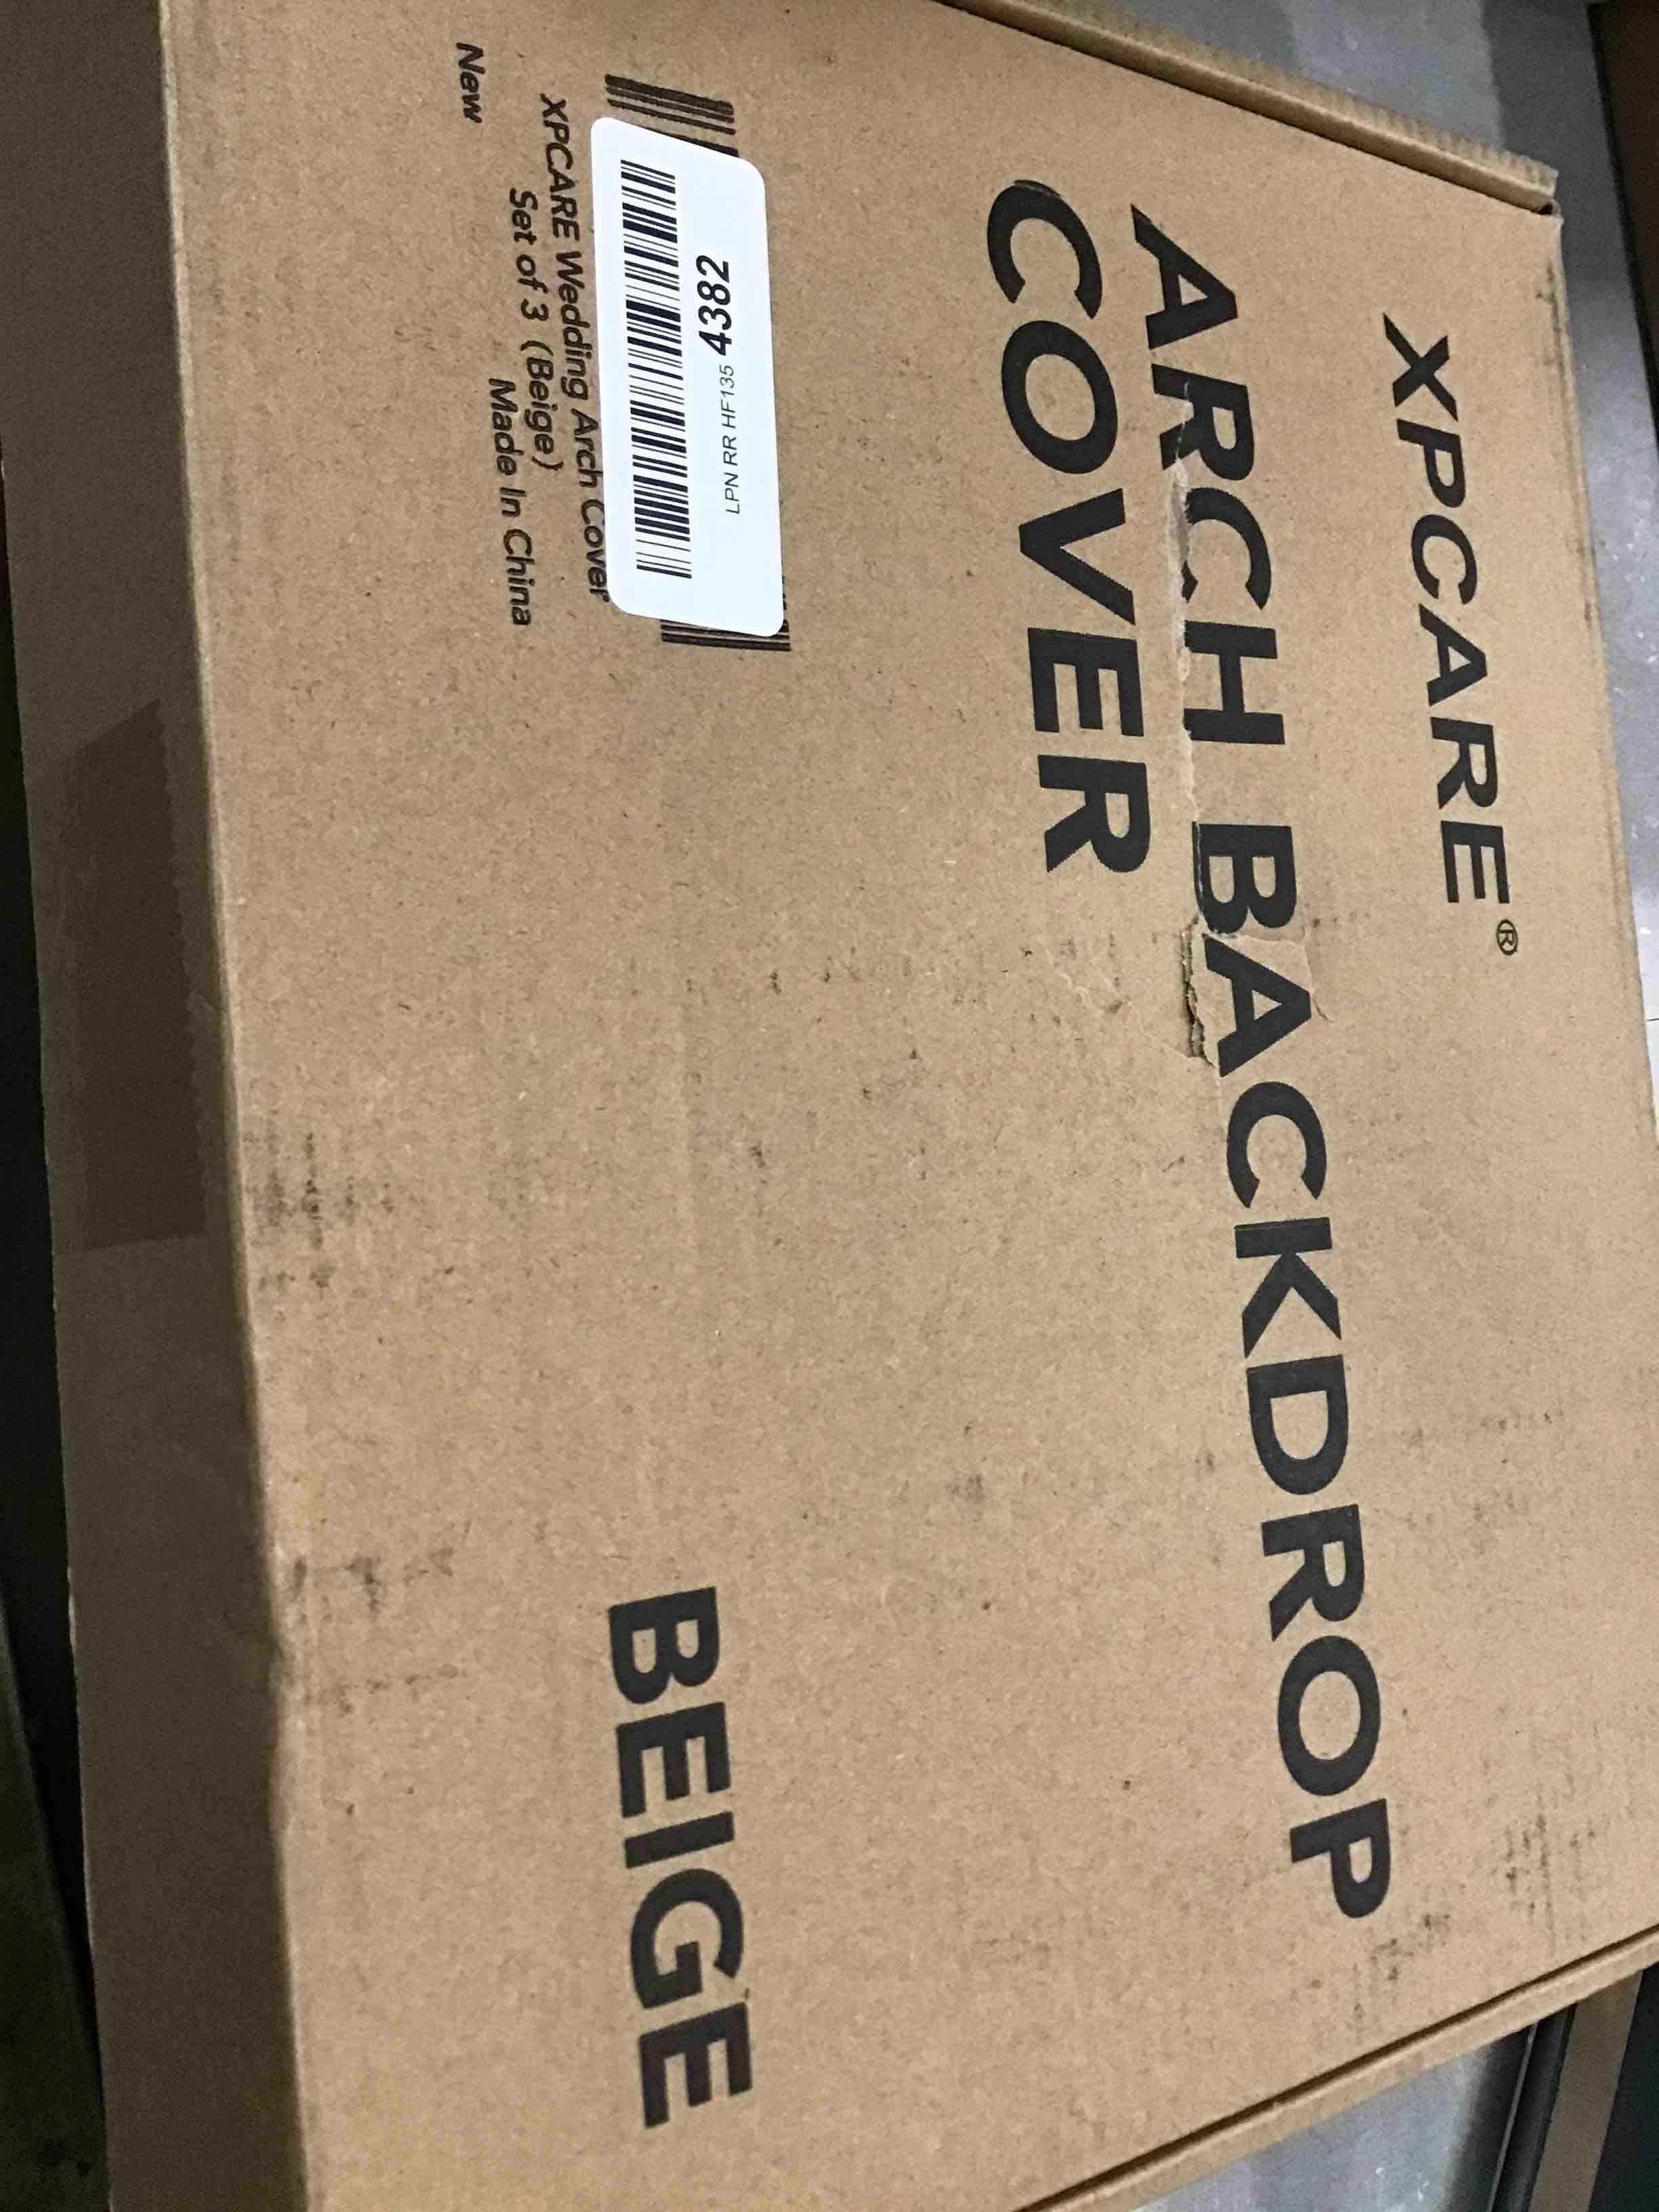 XPCARE®
ARCH BACKDROP
COVER
BEIGE
LPN RR HF135 4382
XPCARE Wedding Arch Cover
Set of 3 (Beige)
Made In China
New